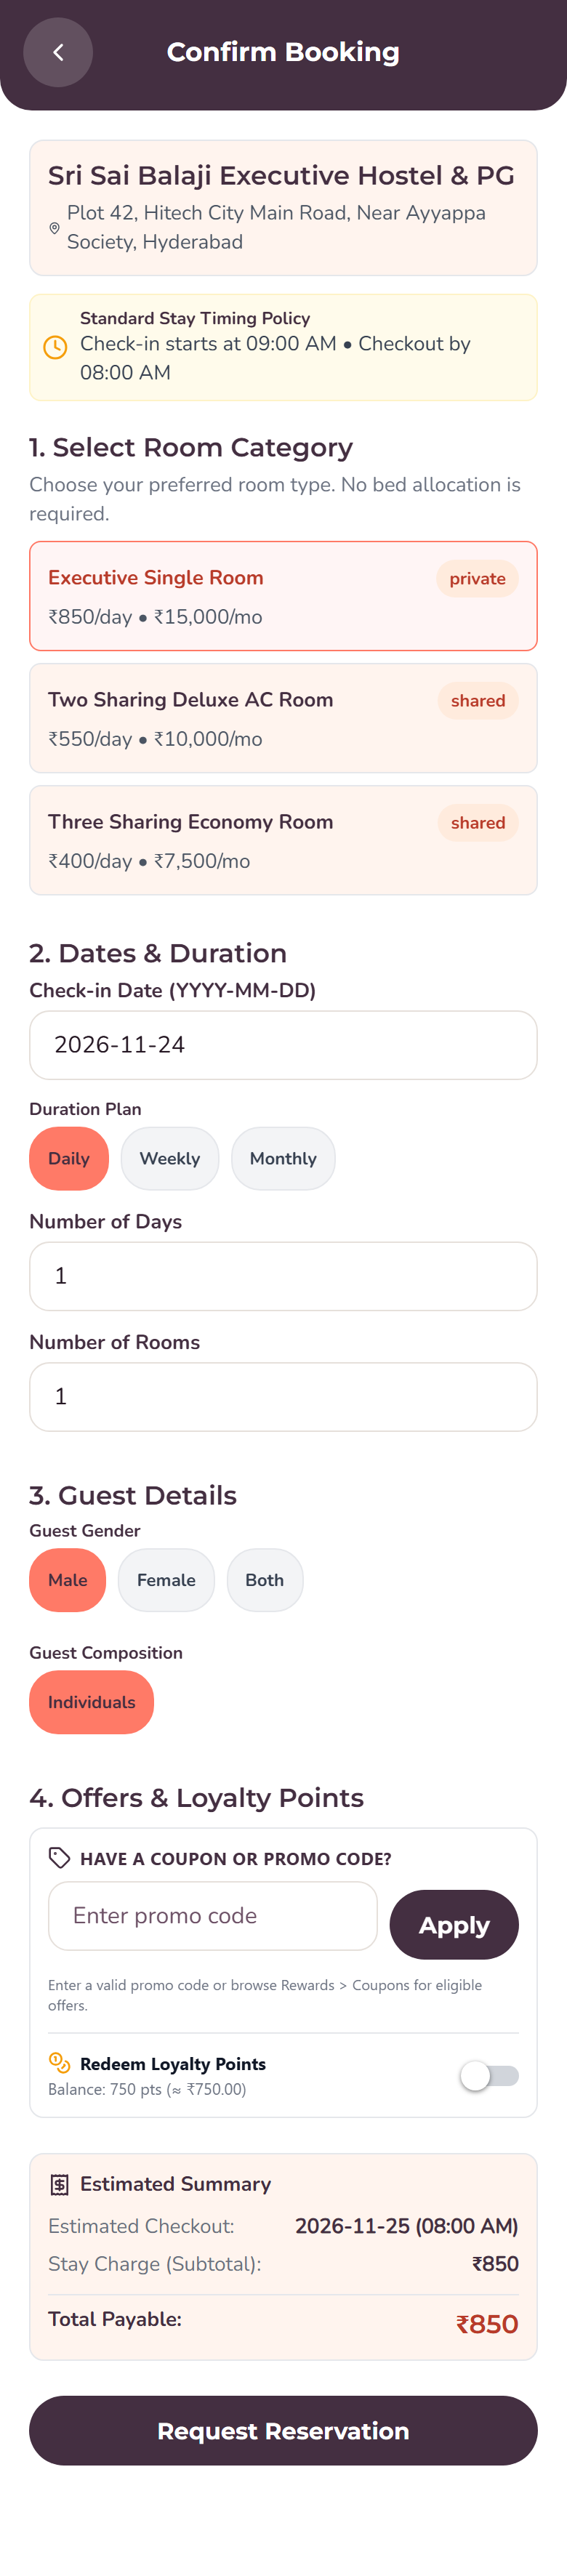 Confirm Booking
Sri Sai Balaji Executive Hostel & PG
Plot 42, Hitech City Main Road, Near Ayyappa
Society, Hyderabad
Standard Stay Timing Policy
Check-in starts at 09:00 AM • Checkout by
08:00 AM
1. Select Room Category
Choose your preferred room type. No bed allocation is
required.
Executive Single Room
private
₹850/day • ₹15,000/mo
Two Sharing Deluxe AC Room
shared
₹550/day • ₹10,000/mo
Three Sharing Economy Room
shared
₹400/day • ₹7,500/mo
2. Dates & Duration
Check-in Date (YYYY-MM-DD)
2026-11-24
Duration Plan
Daily
Weekly
Monthly
Number of Days
1
Number of Rooms
1
3. Guest Details
Guest Gender
Male
Female
Both
Guest Composition
Individuals
4. Offers & Loyalty Points
HAVE A COUPON OR PROMO CODE?
Enter promo code
Apply
Enter a valid promo code or browse Rewards > Coupons for eligible
offers.
Redeem Loyalty Points
Balance: 750 pts (≈ ₹750.00)
Estimated Summary
Estimated Checkout: 2026-11-25 (08:00 AM)
Stay Charge (Subtotal): ₹850
Total Payable: ₹850
Request Reservation